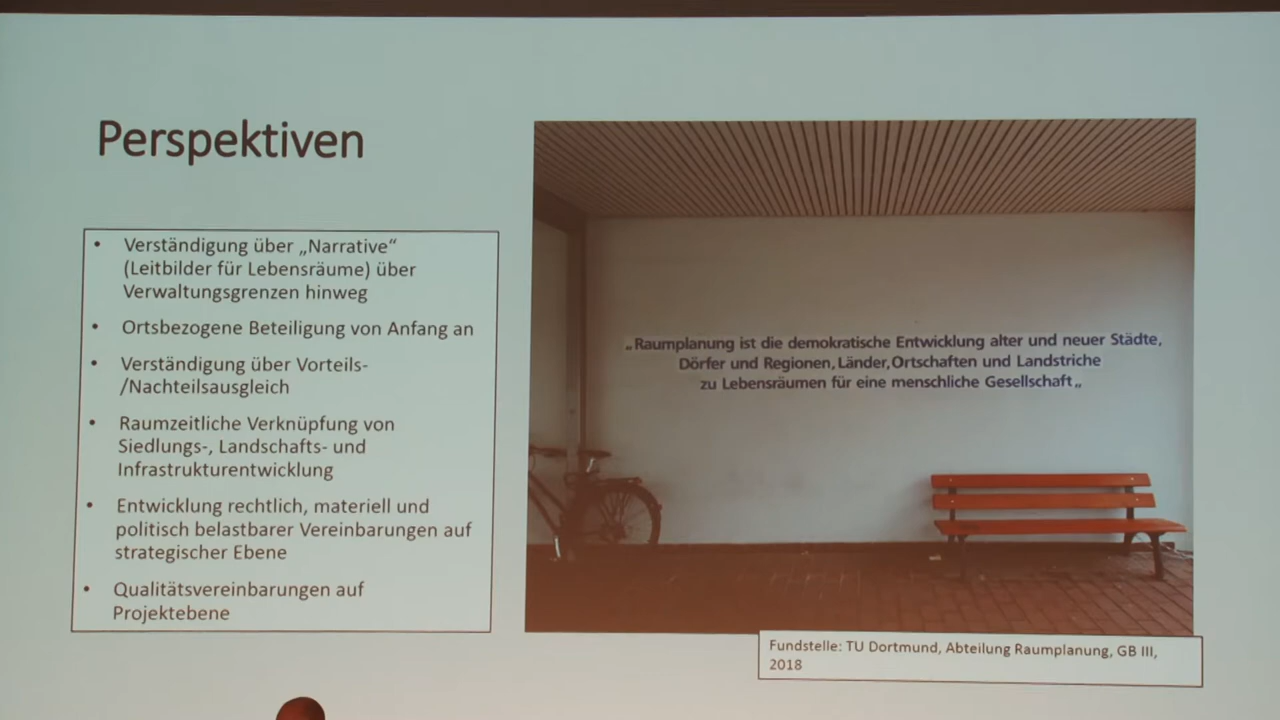 Perspektiven
• Verständigung über „Narrative“
(Leitbilder für Lebensräume) über
Verwaltungsgrenzen hinweg
• Ortsbezogene Beteiligung von Anfang an
• Verständigung über Vorteils-
/Nachteilsausgleich
• Raumzeitliche Verknüpfung von
Siedlungs-, Landschafts- und
Infrastrukturentwicklung
• Entwicklung rechtlich, materiell und
politisch belastbarer Vereinbarungen auf
strategischer Ebene
• Qualitätsvereinbarungen auf
Projektebene
„Raumplanung ist die demokratische Entwicklung alter und neuer Städte,
Dörfer und Regionen, Länder, Ortschaften und Landstriche
zu Lebensräumen für eine menschliche Gesellschaft„
Fundstelle: TU Dortmund, Abteilung Raumplanung, GB III,
2018